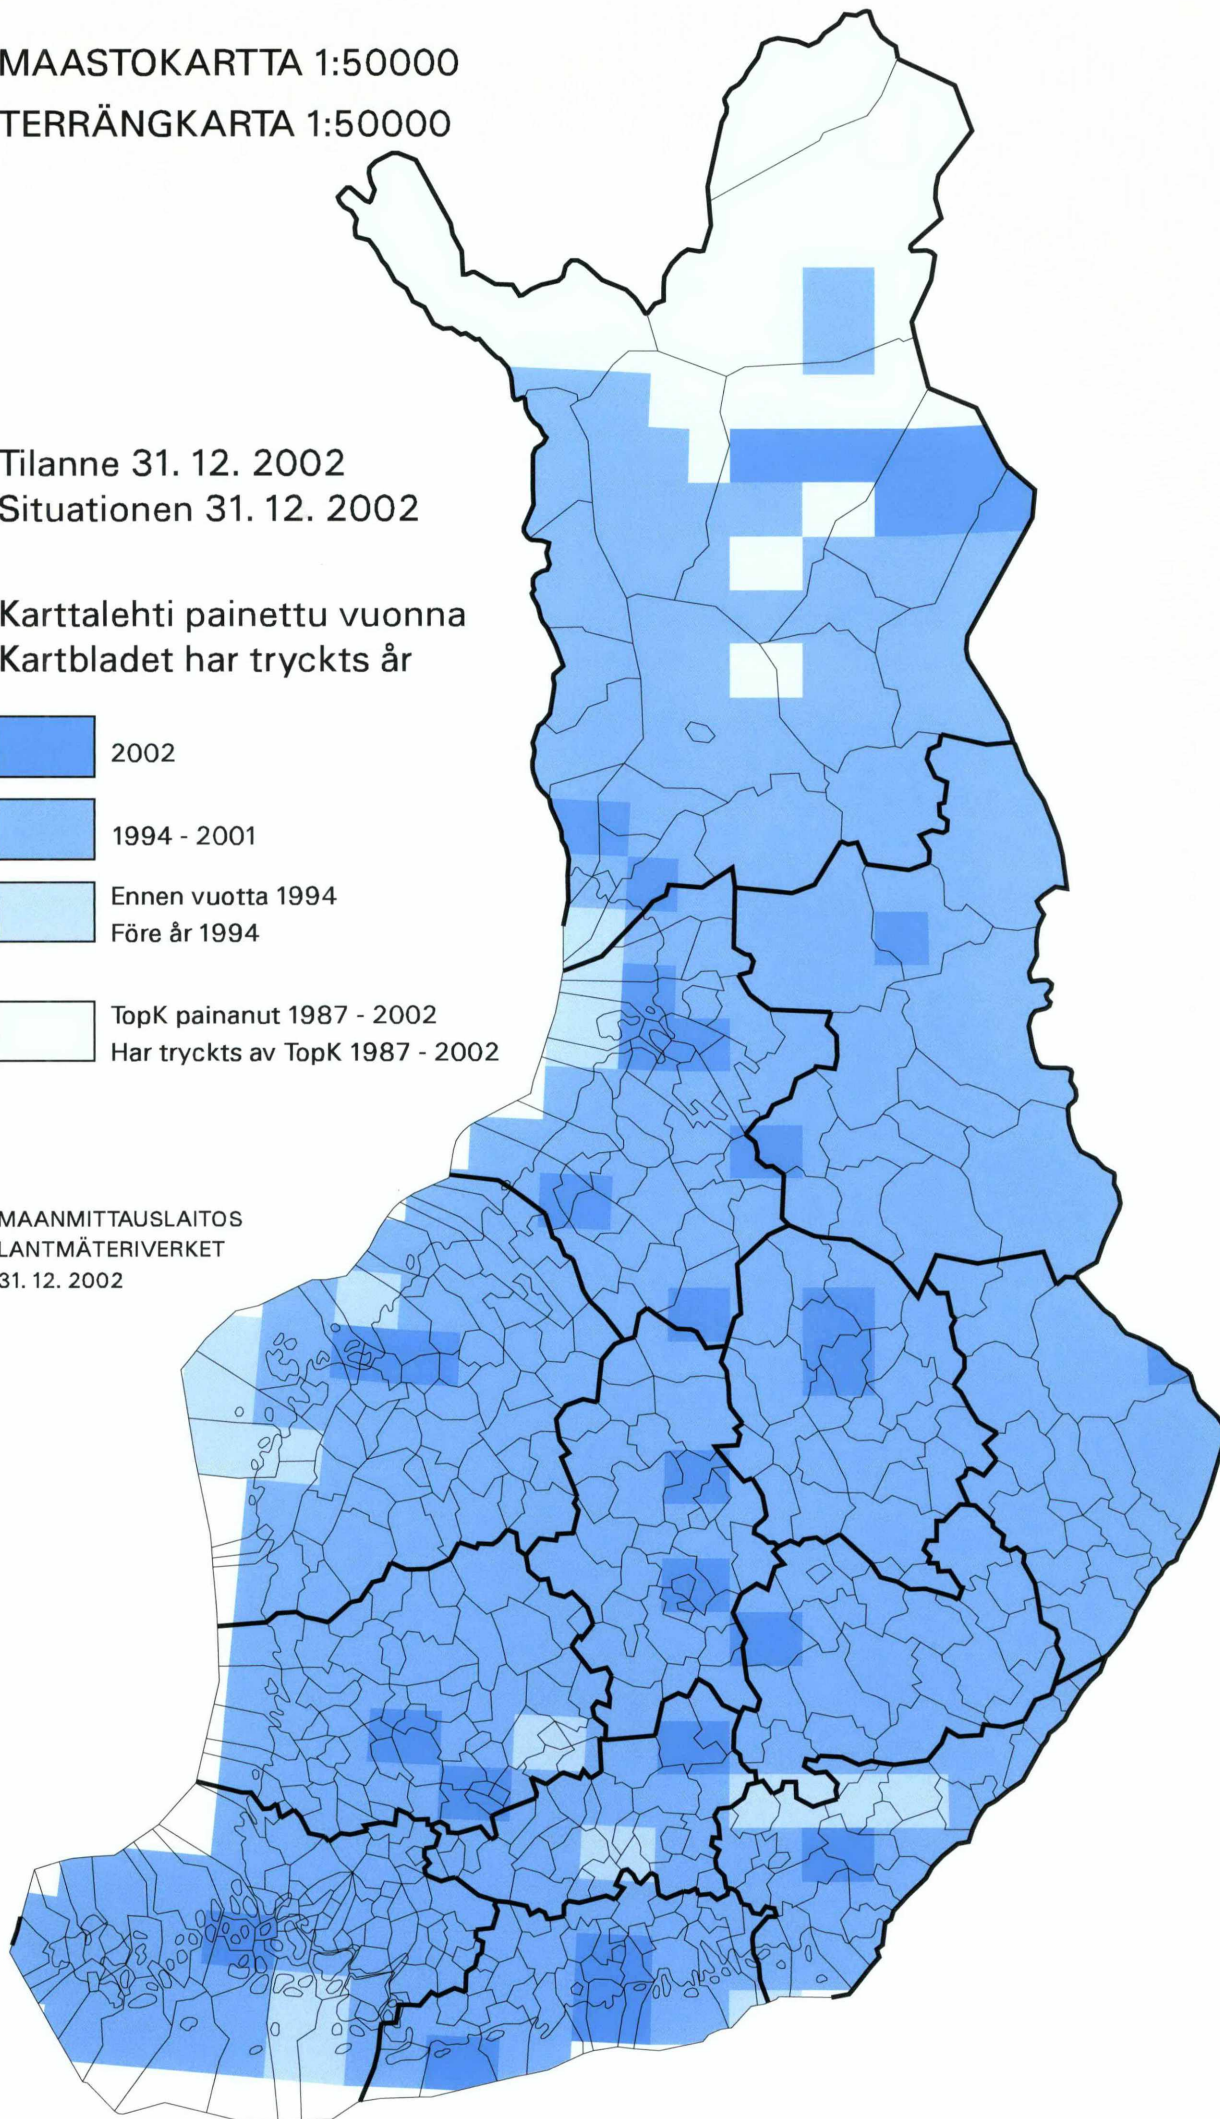 MAASTOKARTTA 1:50000
TERRÄNGKARTA 1:50000
Tilanne 31. 12. 2002
Situationen 31. 12. 2002
Karttalehti painettu vuonna
Kartbladet har tryckts år
2002
1994 - 2001
Ennen vuotta 1994
Före år 1994
TopK painanut 1987 - 2002
Har tryckts av TopK 1987 - 2002
MAANMITTAUSLAITOS
LANTMÄTERIVERKET
31. 12. 2002